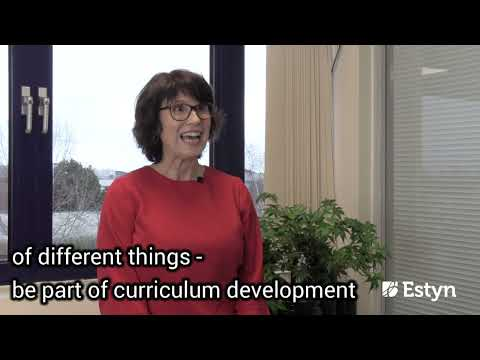 of different things -
be part of curriculum development
Estyn